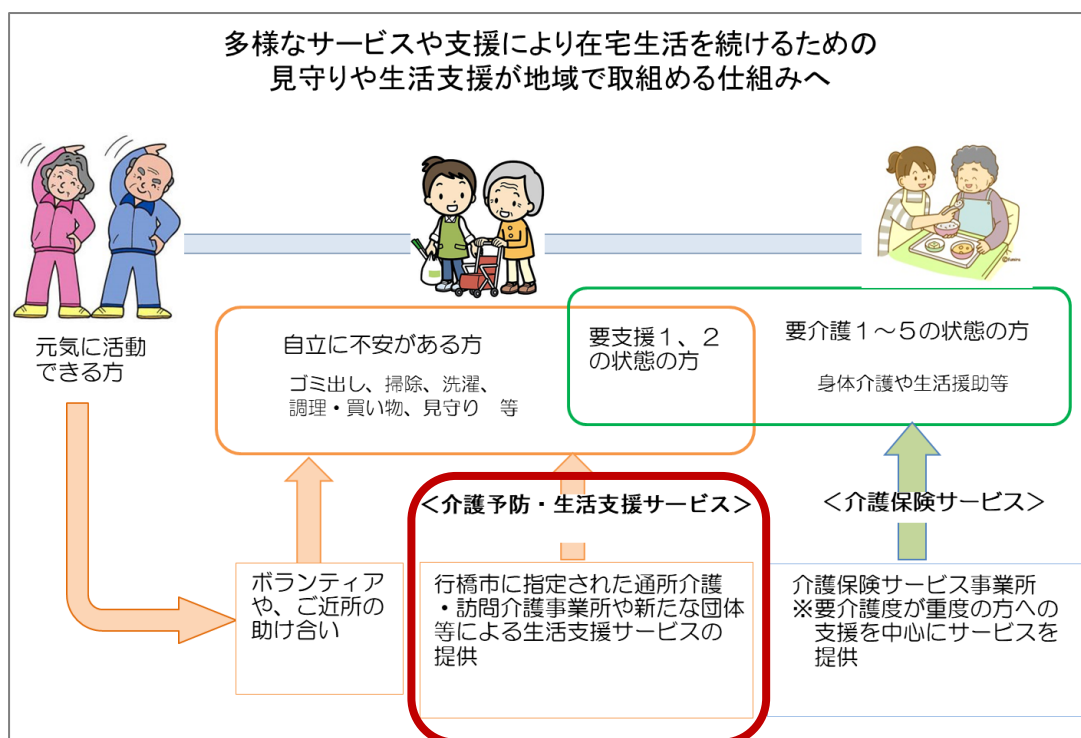 多様なサービスや支援により在宅生活を続けるための
見守りや生活支援が地域で取組める仕組みへ
元気に活動
できる方
自立に不安がある方
ゴミ出し、掃除、洗濯、
調理・買い物、見守り　等
要支援１、２
の状態の方
要介護１～５の状態の方
身体介護や生活援助等
＜介護予防・生活支援サービス＞
＜介護保険サービス＞
ボランティア
や、ご近所の
助け合い
行橋市に指定された通所介護
・訪問介護事業所や新たな団体
等による生活支援サービスの
提供
介護保険サービス事業所
※要介護度が重度の方への
支援を中心にサービスを
提供